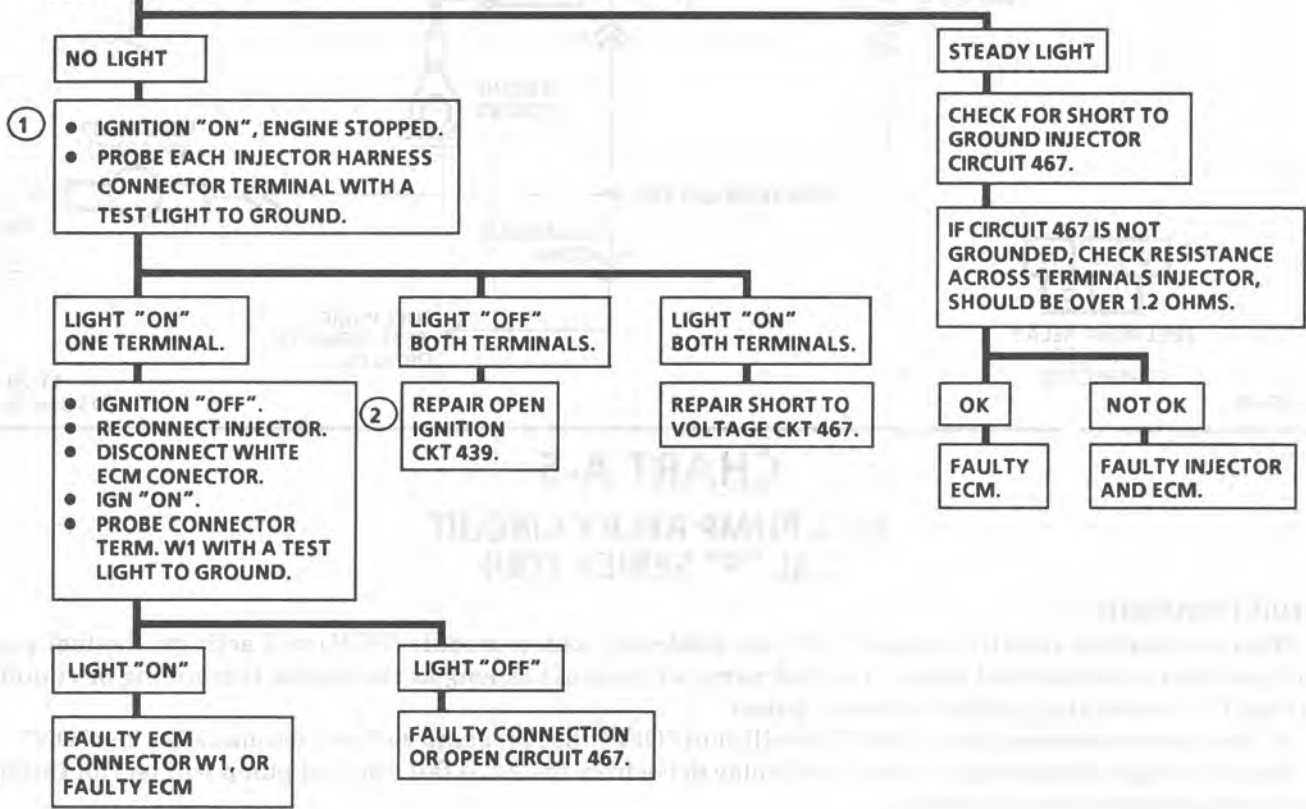 NO LIGHT
STEADY LIGHT
①
● IGNITION "ON", ENGINE STOPPED.
● PROBE EACH INJECTOR HARNESS
CONNECTOR TERMINAL WITH A
TEST LIGHT TO GROUND.
CHECK FOR SHORT TO
GROUND INJECTOR
CIRCUIT 467.
IF CIRCUIT 467 IS NOT
GROUNDED, CHECK RESISTANCE
ACROSS TERMINALS INJECTOR,
SHOULD BE OVER 1.2 OHMS.
LIGHT "ON"
ONE TERMINAL.
LIGHT "OFF"
BOTH TERMINALS.
LIGHT "ON"
BOTH TERMINALS.
● IGNITION "OFF".
● RECONNECT INJECTOR.
● DISCONNECT WHITE
ECM CONECTOR.
● IGN "ON".
● PROBE CONNECTOR
TERM. W1 WITH A TEST
LIGHT TO GROUND.
②
REPAIR OPEN
IGNITION
CKT 439.
REPAIR SHORT TO
VOLTAGE CKT 467.
OK
NOT OK
FAULTY
ECM.
FAULTY INJECTOR
AND ECM.
LIGHT "ON"
LIGHT "OFF"
FAULTY ECM
CONNECTOR W1, OR
FAULTY ECM
FAULTY CONNECTION
OR OPEN CIRCUIT 467.